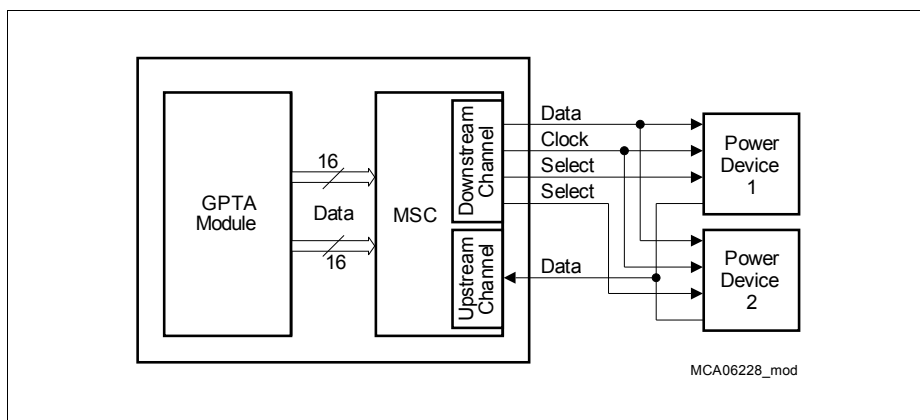 GPTA
Module
16
Data
16
MSC
Downstream
Channel
Upstream
Channel
Data
Clock
Select
Select
Data
Power
Device
1
Power
Device
2
MCA06228_mod